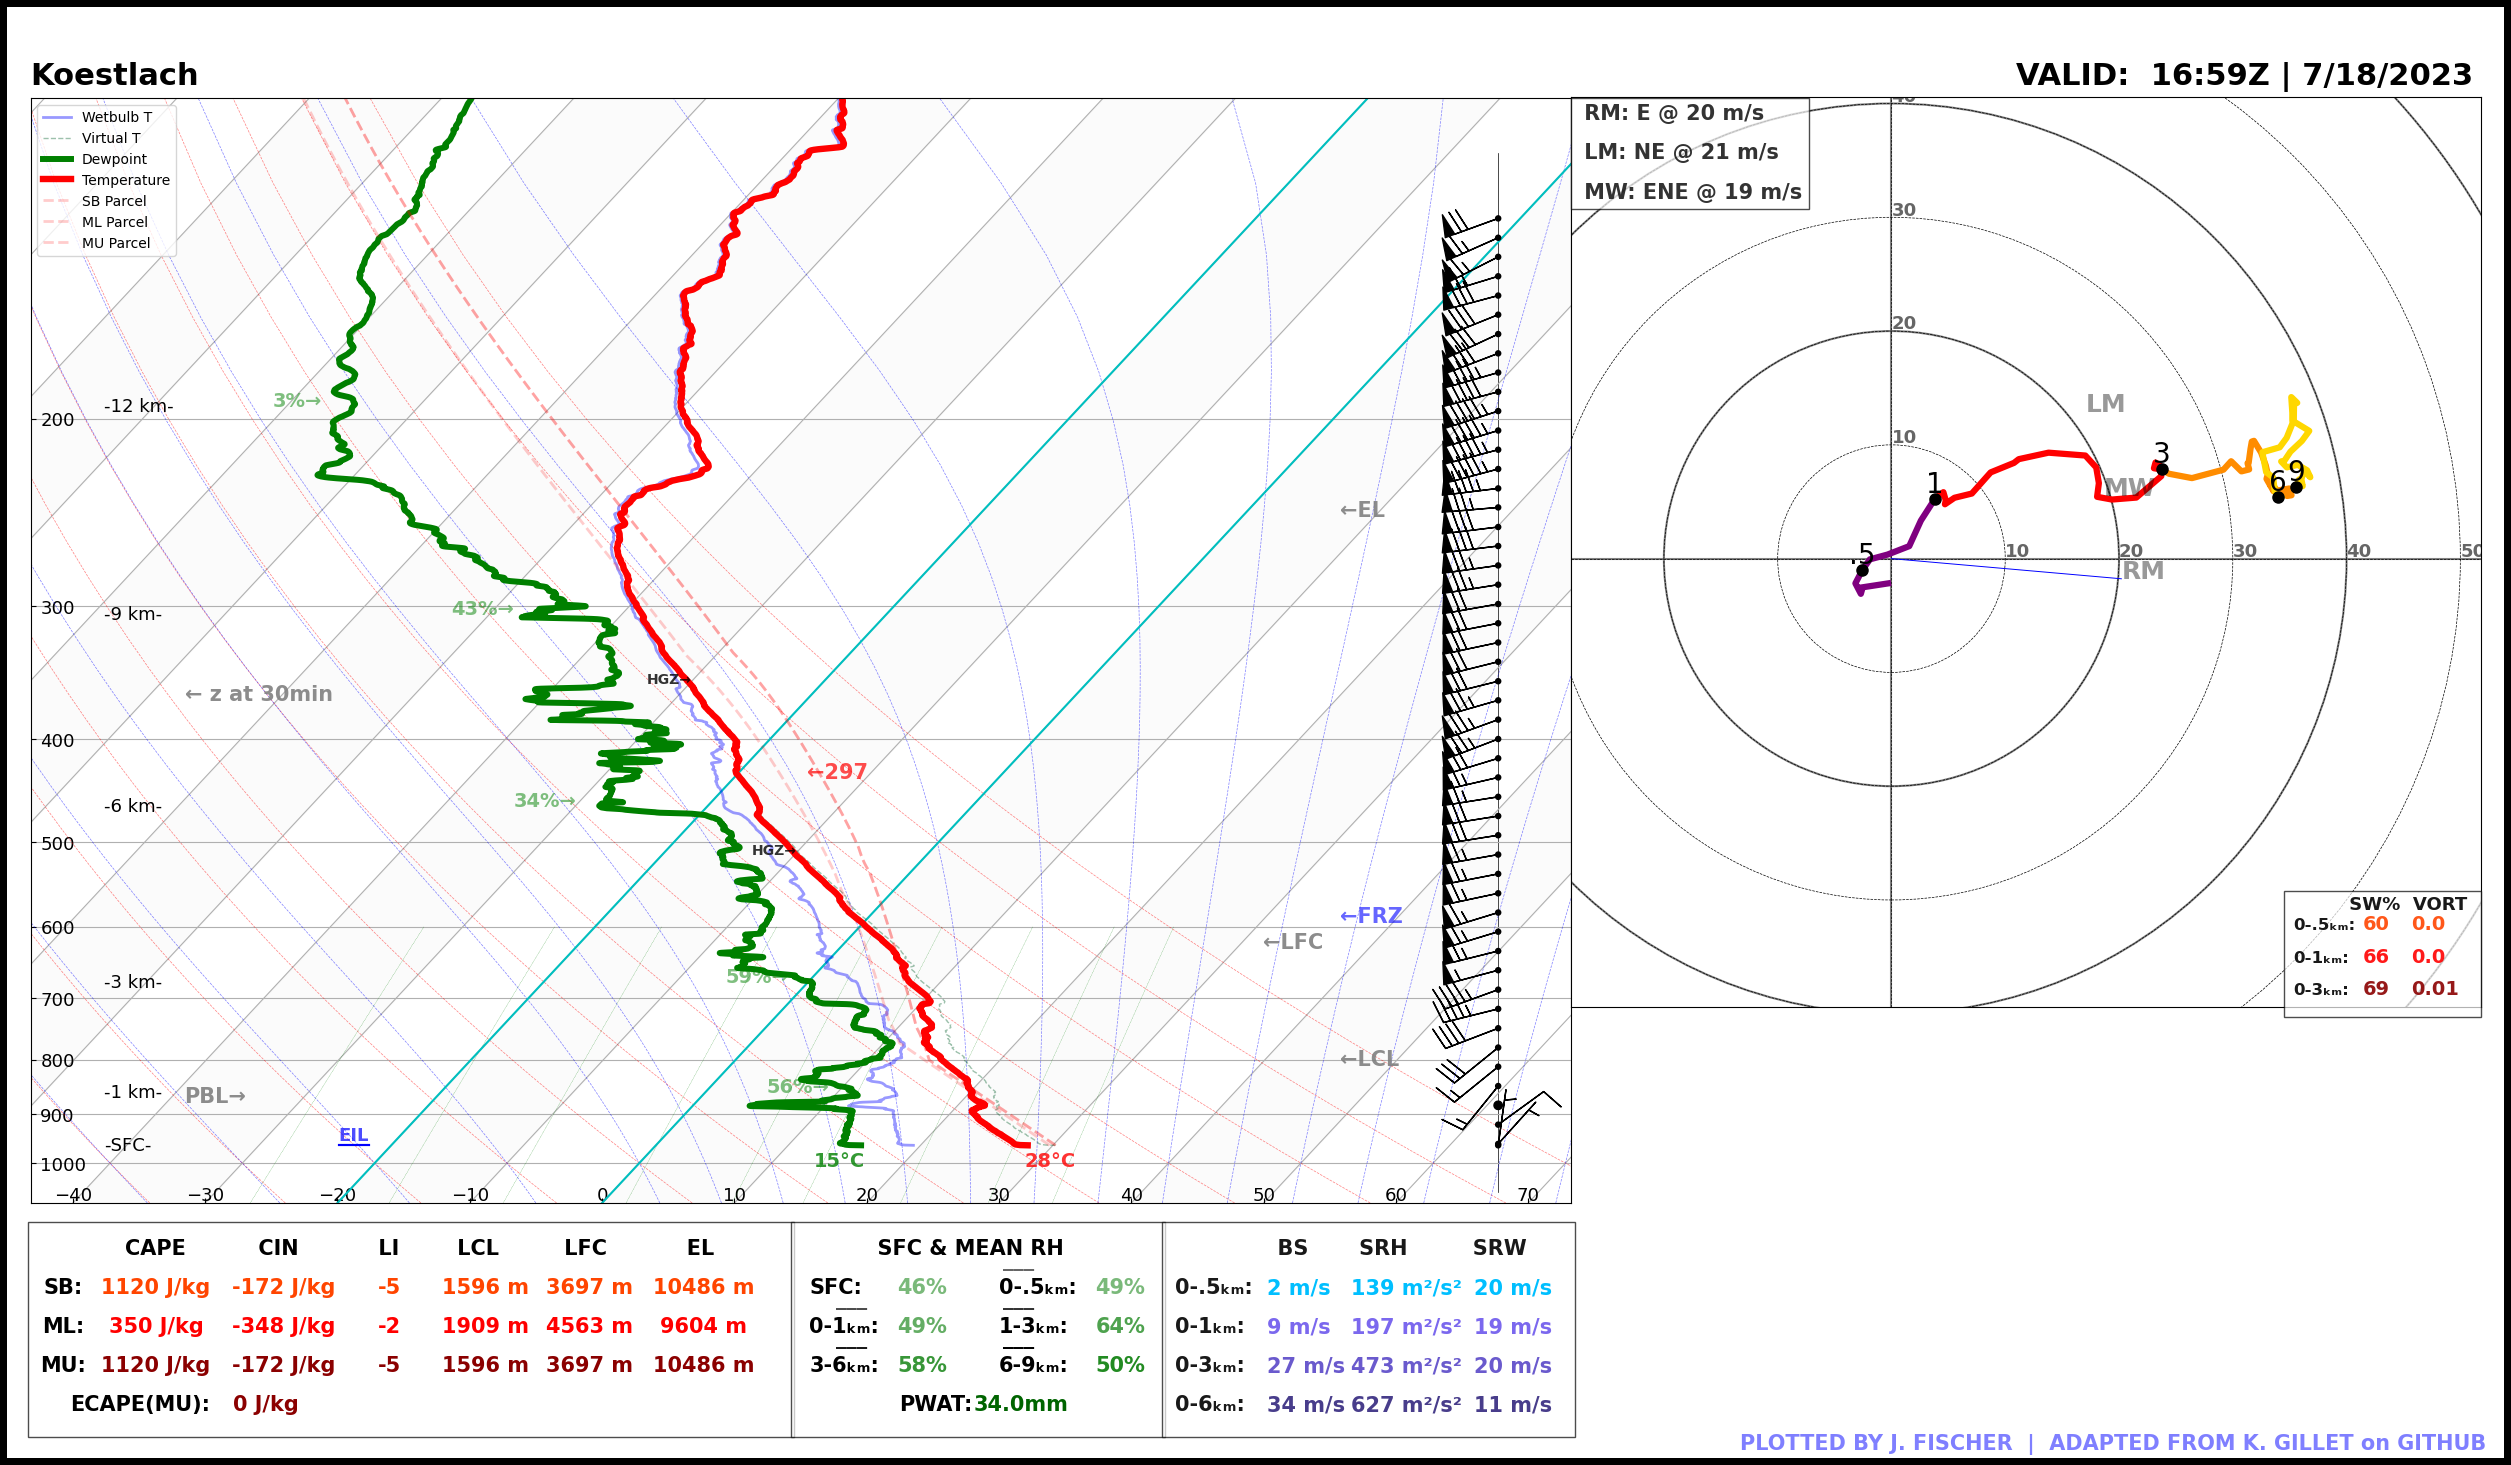 Koestlach
VALID: 16:59Z | 7/18/2023
Wetbulb T
Virtual T
Dewpoint
Temperature
SB Parcel
ML Parcel
MU Parcel
3%→
-12 km-
200
←EL
300
-9 km-
43%→
HGZ→
← z at 30min
400
←297
34%→
-6 km-
500
HGZ→
←FRZ
600
←LFC
59%
-3 km-
700
←LCL
800
56%→
-1 km-
PBL→
900
EIL
-SFC-
1000
15°C
28°C
−40 −30 −20 −10 0 10 20 30 40 50 60 70
RM: E @ 20 m/s
LM: NE @ 21 m/s
MW: ENE @ 19 m/s
40
30
20
10
LM
3
MW
6 9
1
.5
10 20 30 40 50
RM
SW% VORT
0-.5ₖₘ: 60 0.0
0-1ₖₘ: 66 0.0
0-3ₖₘ: 69 0.01
CAPE CIN LI LCL LFC EL
SB: 1120 J/kg -172 J/kg -5 1596 m 3697 m 10486 m
ML: 350 J/kg -348 J/kg -2 1909 m 4563 m 9604 m
MU: 1120 J/kg -172 J/kg -5 1596 m 3697 m 10486 m
ECAPE(MU): 0 J/kg
SFC & MEAN RH
SFC: 46% 0-.5ₖₘ: 49%
0-1ₖₘ: 49% 1-3ₖₘ: 64%
3-6ₖₘ: 58% 6-9ₖₘ: 50%
PWAT: 34.0mm
BS SRH SRW
0-.5ₖₘ: 2 m/s 139 m²/s² 20 m/s
0-1ₖₘ: 9 m/s 197 m²/s² 19 m/s
0-3ₖₘ: 27 m/s 473 m²/s² 20 m/s
0-6ₖₘ: 34 m/s 627 m²/s² 11 m/s
PLOTTED BY J. FISCHER | ADAPTED FROM K. GILLET on GITHUB